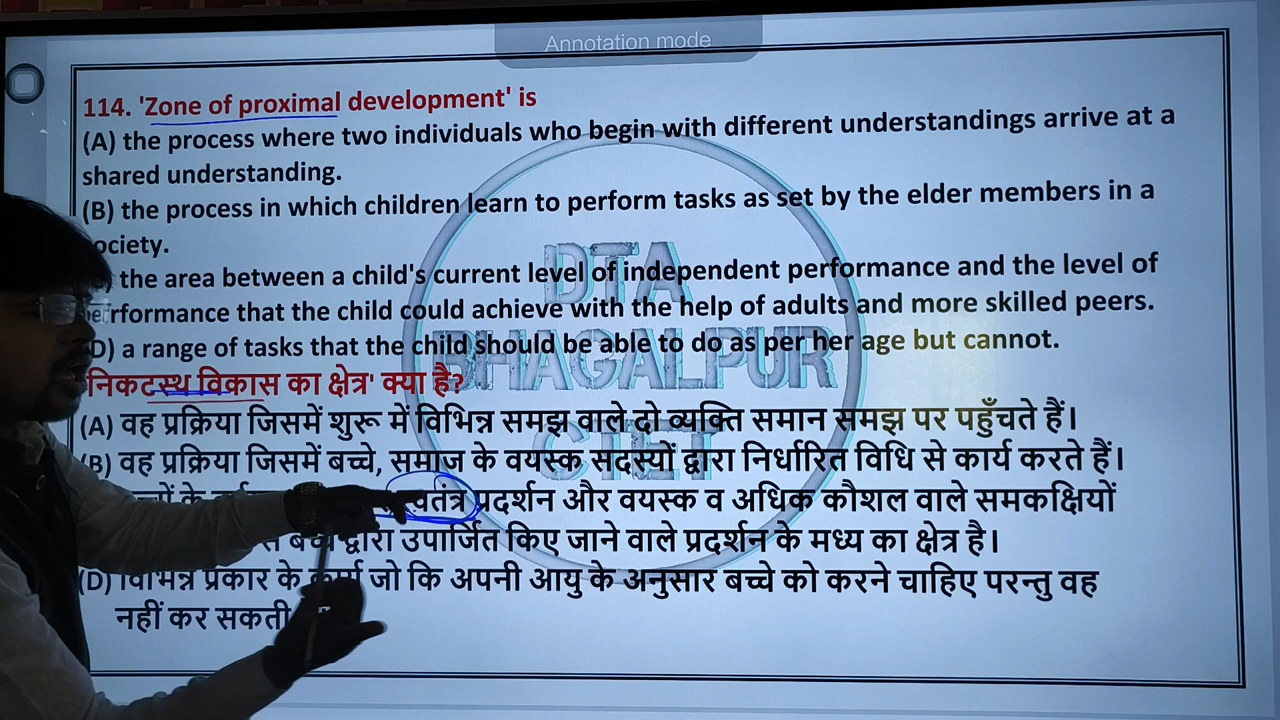 Annotation mode
114. 'Zone of proximal development' is
(A) the process where two individuals who begin with different understandings arrive at a
shared understanding.
(B) the process in which children learn to perform tasks as set by the elder members in a
ociety.
the area between a child's current level of independent performance and the level of
performance that the child could achieve with the help of adults and more skilled peers.
D) a range of tasks that the child should be able to do as per her age but cannot.
निकटस्थ विकास का क्षेत्र' क्या है?
(A) वह प्रक्रिया जिसमें शुरू में विभिन्न समझ वाले दो व्यक्ति समान समझ पर पहुँचते हैं।
(B) वह प्रक्रिया जिसमें बच्चे, समाज के वयस्क सदस्यों द्वारा निर्धारित विधि से कार्य करते हैं।
के स्वतंत्र प्रदर्शन और वयस्क व अधिक कौशल वाले समकक्षियों
से बच्चे द्वारा उपार्जित किए जाने वाले प्रदर्शन के मध्य का क्षेत्र है।
(D) विभिन्न प्रकार के कार्य जो कि अपनी आयु के अनुसार बच्चे को करने चाहिए परन्तु वह
नहीं कर सकती
DTA
BHAGALPUR
CIET